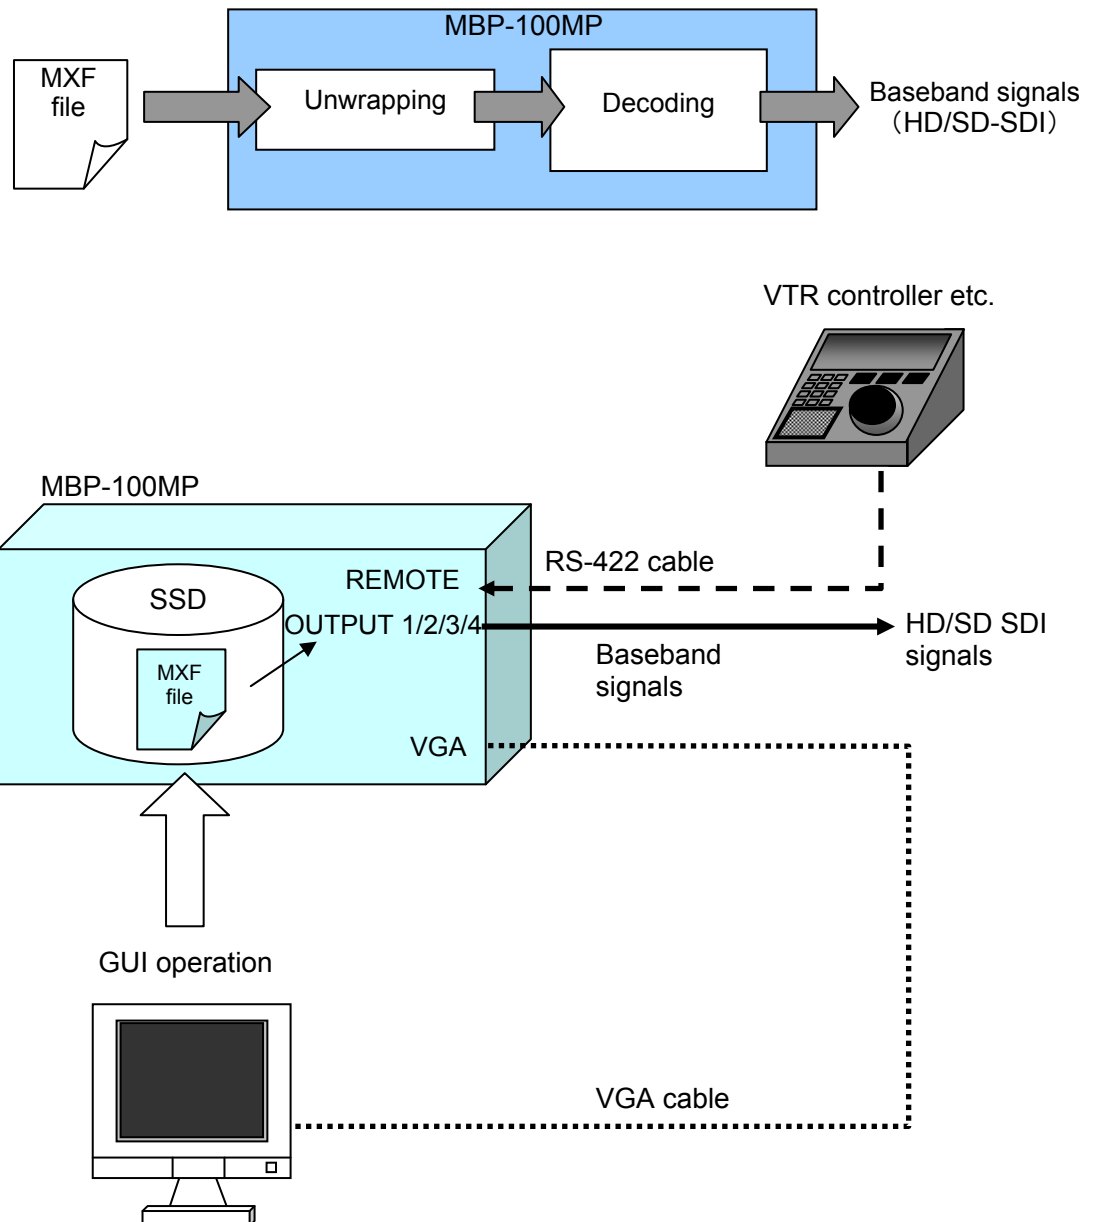 MBP-100MP
MXF
file
Unwrapping
Decoding
Baseband signals
（HD/SD-SDI）
VTR controller etc.
MBP-100MP
RS-422 cable
REMOTE
SSD
OUTPUT 1/2/3/4
HD/SD SDI
signals
Baseband
signals
MXF
file
VGA
GUI operation
VGA cable